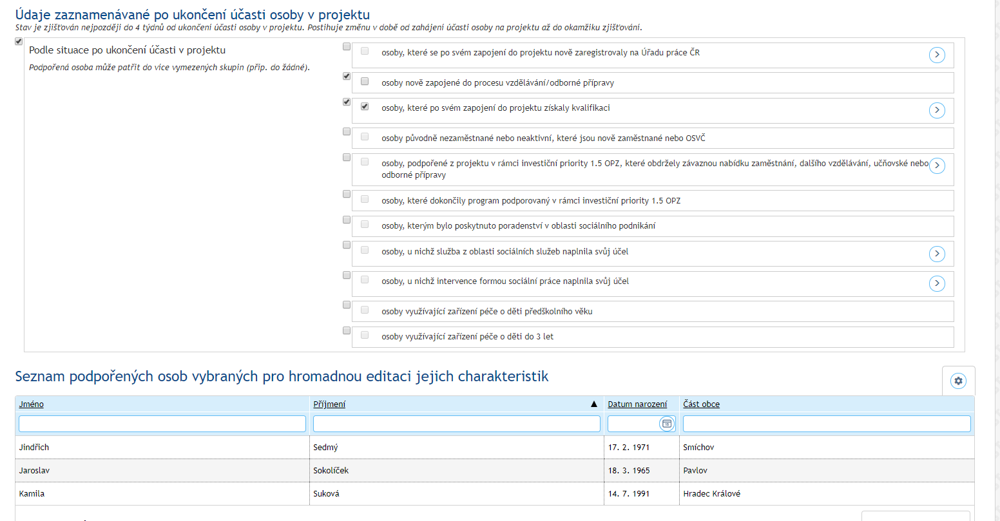 Údaje zaznamenávané po ukončení účasti osoby v projektu
Stav je zjišťován nejpozději do 4 týdnů od ukončení účasti osoby v projektu. Postihuje změnu v době od zahájení účasti osoby na projektu až do okamžiku zjišťování.
Podle situace po ukončení účasti v projektu
Podpořená osoba může patřit do více vymezených skupin (příp. do žádné).
osoby, které se po svém zapojení do projektu nově zaregistrovaly na Úřadu práce ČR
osoby nově zapojené do procesu vzdělávání/odborné přípravy
osoby, které po svém zapojení do projektu získaly kvalifikaci
osoby původně nezaměstnané nebo neaktivní, které jsou nově zaměstnané nebo OSVČ
osoby, podpořené z projektu v rámci investiční priority 1.5 OPZ, které obdržely závaznou nabídku zaměstnání, dalšího vzdělávání, učňovské nebo
odborné přípravy
osoby, které dokončily program podporovaný v rámci investiční priority 1.5 OPZ
osoby, kterým bylo poskytnuto poradenství v oblasti sociálního podnikání
osoby, u nichž služba z oblasti sociálních služeb naplnila svůj účel
osoby, u nichž intervence formou sociální práce naplnila svůj účel
osoby využívající zařízení péče o děti předškolního věku
osoby využívající zařízení péče o děti do 3 let
Seznam podpořených osob vybraných pro hromadnou editaci jejich charakteristik
Jméno Příjmení ▲ Datum narození Část obce
Jindřich Sedmý 17. 2. 1971 Smíchov
Jaroslav Sokolíček 18. 3. 1965 Pavlov
Kamila Suková 14. 7. 1991 Hradec Králové